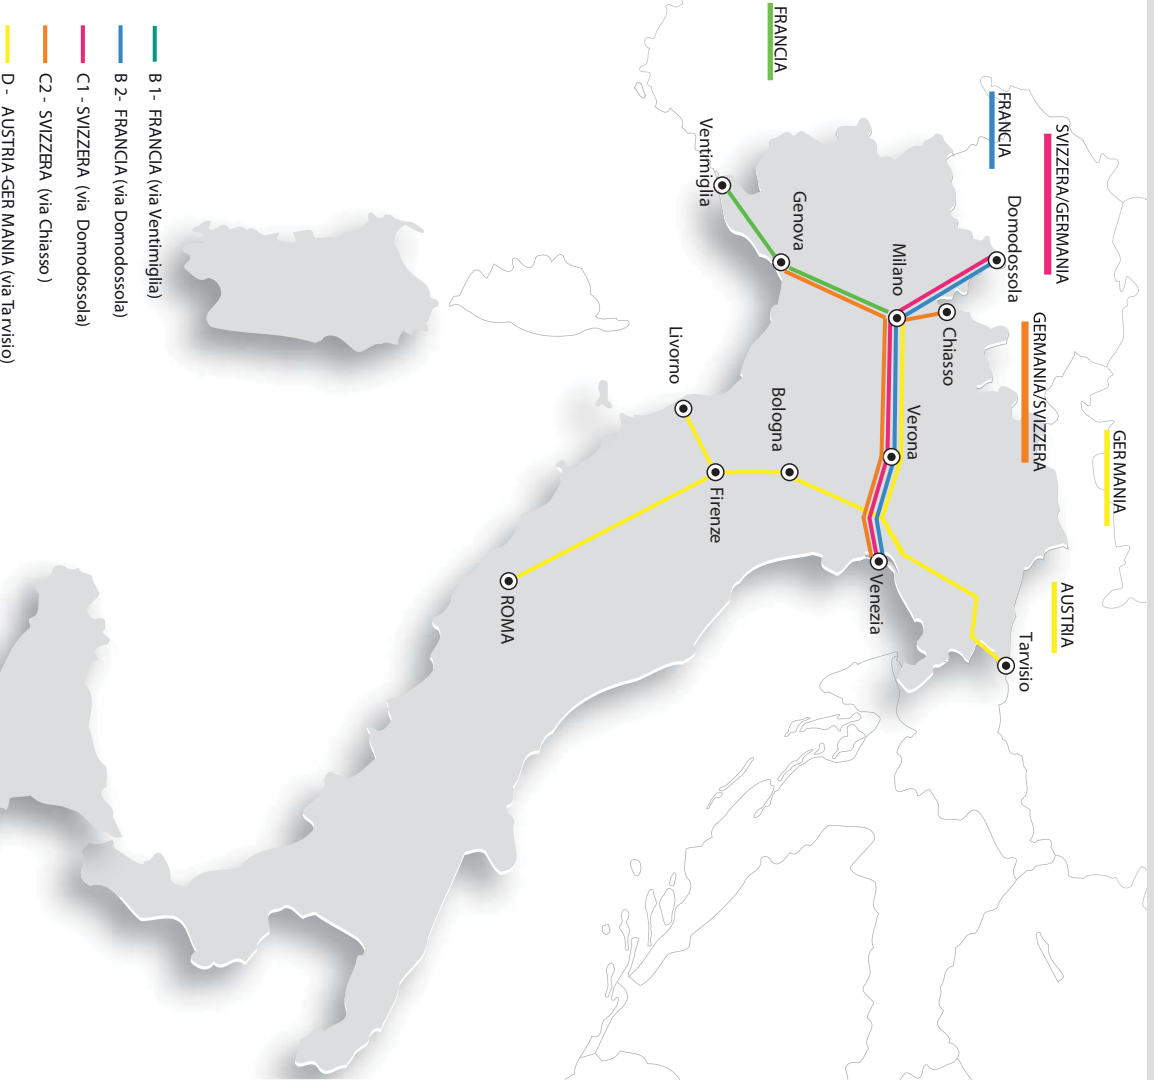 GER MANIA
SVIZZERA/GERMANIA
AUSTRIA
GERMANIA/SVIZZERA
Tarvisio
FRANCIA
Domodossola
Chiasso
Verona
Milano
Venezia
Genova
FRANCIA
Bologna
Firenze
Ventimiglia
Livorno
ROMA
B 1- FRANCIA (via Ventimiglia)
B 2- FRANCIA (via Domodossola)
C1 - SVIZZERA (via Domodossola)
C2 - SVIZZERA (via Chiasso)
D - AUSTRIA-GER MANIA (via Tarvisio)